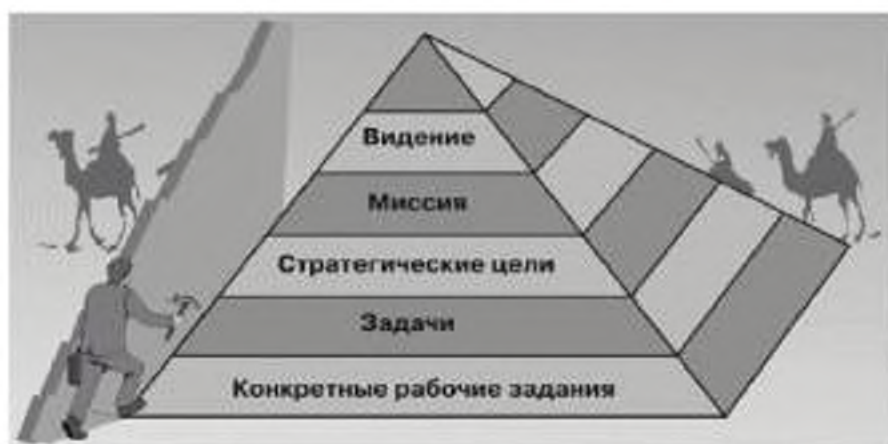 Видение
Миссия
Стратегические цели
Задачи
Конкретные рабочие задания